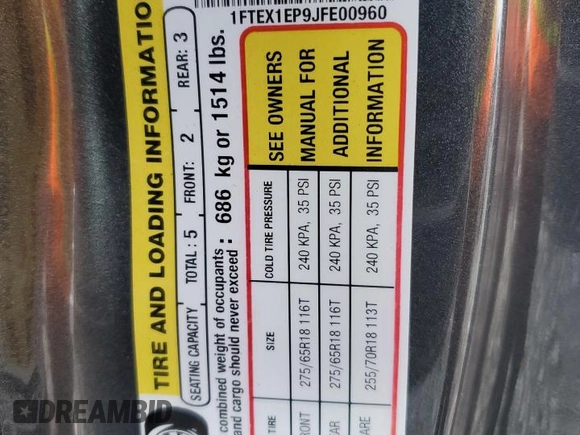 1FTEX1EP9JFE00960
TIRE AND LOADING INFORMATIO
SEATING CAPACITY TOTAL : 5 FRONT: 2 REAR: 3
combined weight of occupants
and cargo should never exceed : 686 kg or 1514 lbs.
TIRE SIZE COLD TIRE PRESSURE SEE OWNERS
RONT 275/65R18 116T 240 KPA, 35 PSI MANUAL FOR
AR 275/65R18 116T 240 KPA, 35 PSI ADDITIONAL
ARE 255/70R18 113T 240 KPA, 35 PSI INFORMATION
DREAMBID